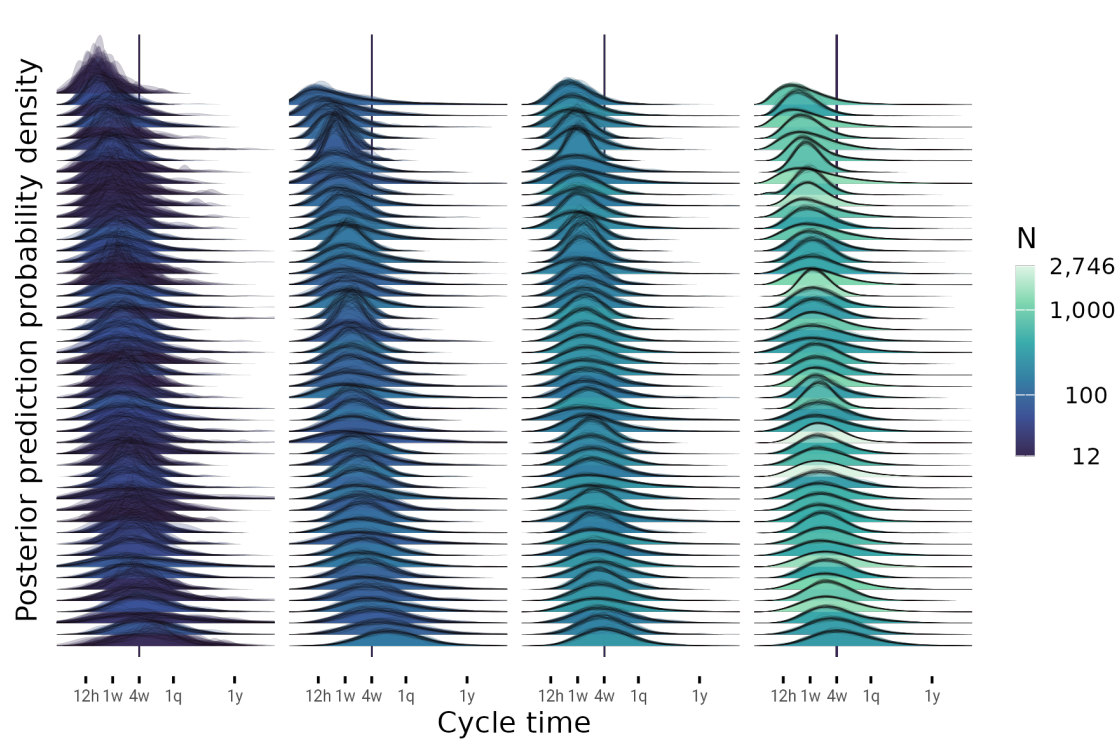 Posterior prediction probability density
12h 1w 4w 1q 1y
12h 1w 4w 1q 1y
12h 1w 4w 1q 1y
12h 1w 4w 1q 1y
Cycle time
N
2,746
1,000
100
12